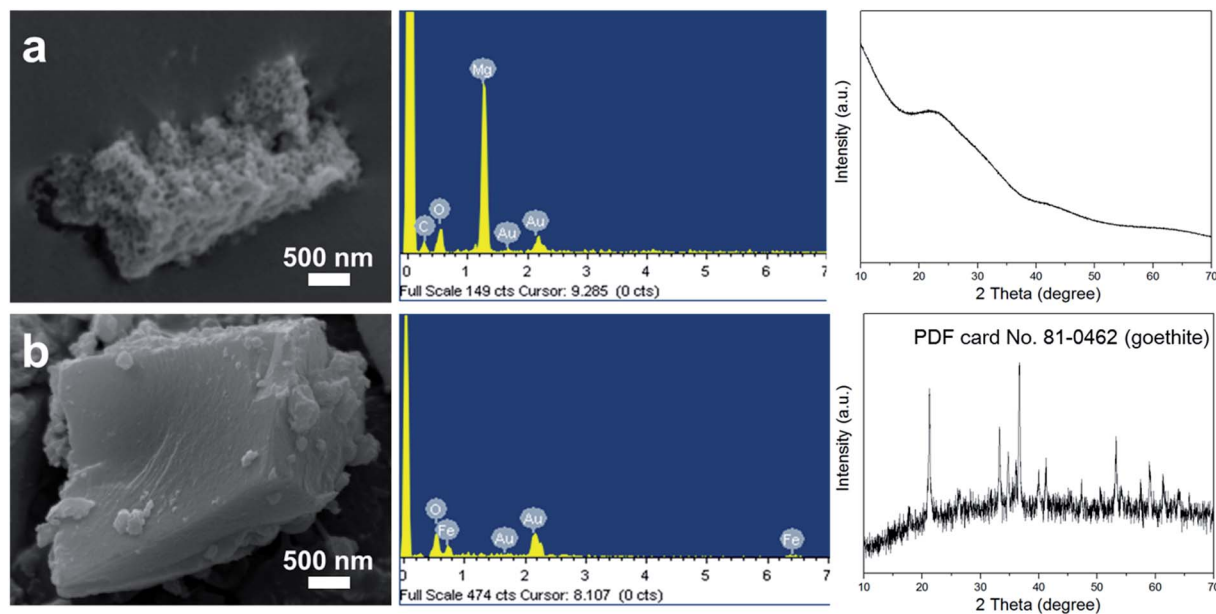 a
500 nm
C
O
Mg
Au
Au
0 1 2 3 4 5 6 7
Full Scale 149 cts Cursor: 9.285 (0 cts)
Intensity (a.u.)
10 20 30 40 50 60 70
2 Theta (degree)
b
500 nm
O
Fe
Au
Au
Fe
0 1 2 3 4 5 6 7
Full Scale 474 cts Cursor: 8.107 (0 cts)
PDF card No. 81-0462 (goethite)
Intensity (a.u.)
10 20 30 40 50 60 70
2 Theta (degree)